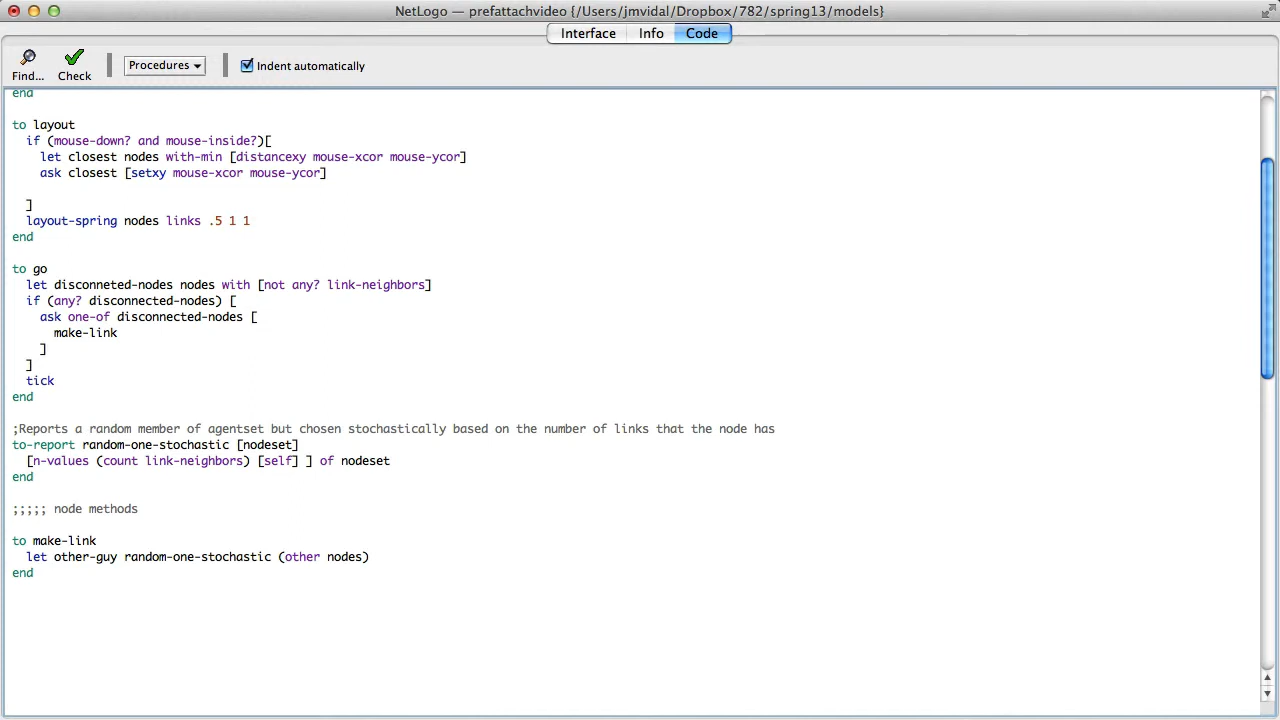 NetLogo — prefattachvideo {/Users/jmvidal/Dropbox/782/spring13/models}
Interface Info Code
Find... Check Procedures Indent automatically
end
to layout
if (mouse-down? and mouse-inside?)[
let closest nodes with-min [distancexy mouse-xcor mouse-ycor]
ask closest [setxy mouse-xcor mouse-ycor]
]
layout-spring nodes links .5 1 1
end
to go
let disconneted-nodes nodes with [not any? link-neighbors]
if (any? disconnected-nodes) [
ask one-of disconnected-nodes [
make-link
]
]
tick
end
;Reports a random member of agentset but chosen stochastically based on the number of links that the node has
to-report random-one-stochastic [nodeset]
[n-values (count link-neighbors) [self] ] of nodeset
end
;;;;; node methods
to make-link
let other-guy random-one-stochastic (other nodes)
end